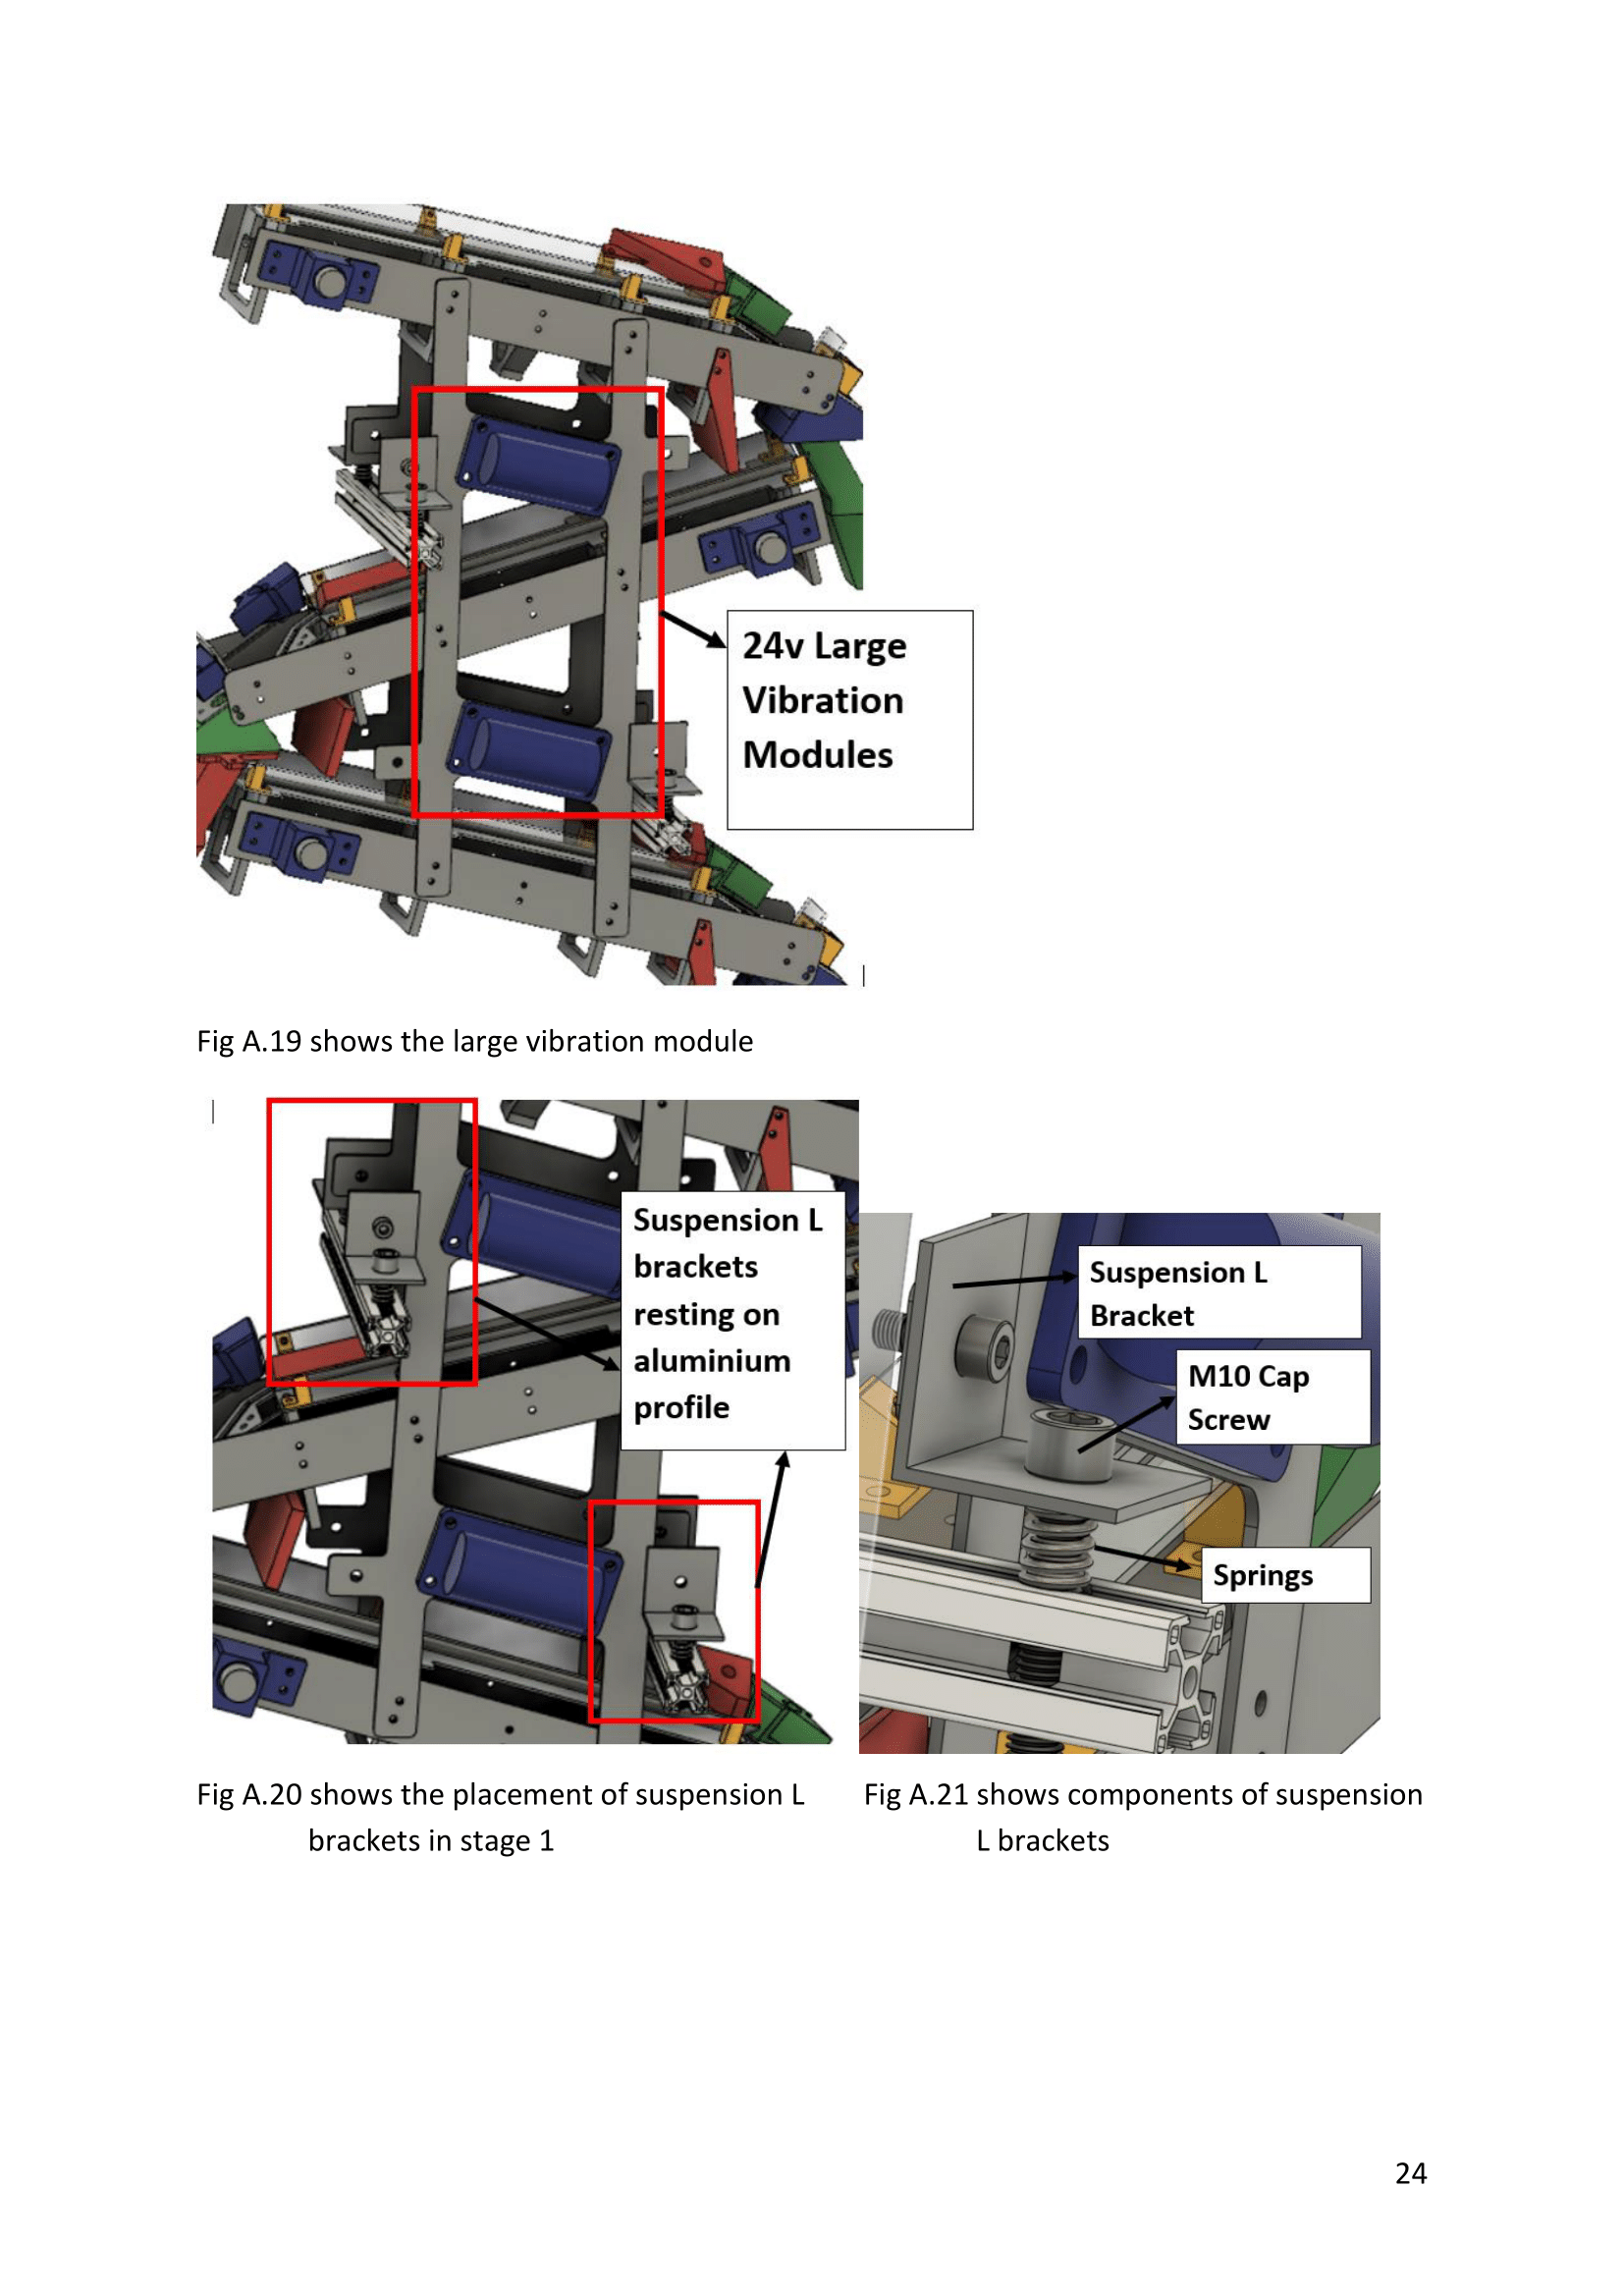 24v Large
Vibration
Modules
Fig A.19 shows the large vibration module
Suspension L
brackets
resting on
aluminium
profile
Suspension L
Bracket
M10 Cap
Screw
Springs
Fig A.20 shows the placement of suspension L
brackets in stage 1
Fig A.21 shows components of suspension
L brackets
24